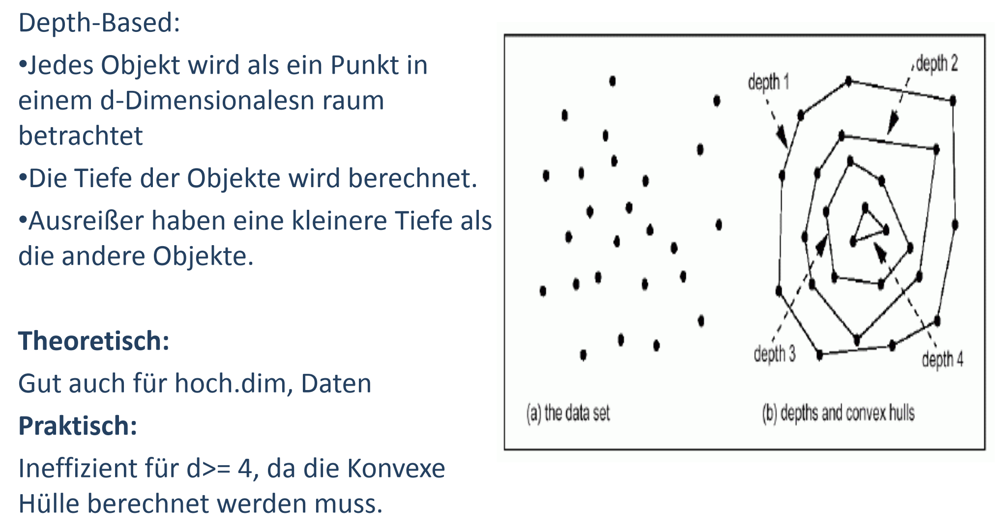 Depth-Based:
•Jedes Objekt wird als ein Punkt in
einem d-Dimensionalesn raum
betrachtet
•Die Tiefe der Objekte wird berechnet.
•Ausreißer haben eine kleinere Tiefe als
die andere Objekte.
Theoretisch:
Gut auch für hoch.dim, Daten
Praktisch:
Ineffizient für d>= 4, da die Konvexe
Hülle berechnet werden muss.
depth 1
depth 2
depth 3
depth 4
(a) the data set
(b) depths and convex hulls